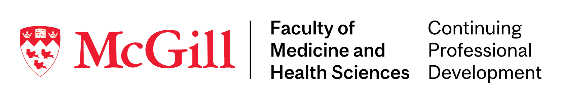 McGill
Faculty of
Medicine and
Health Sciences
Continuing
Professional
Development